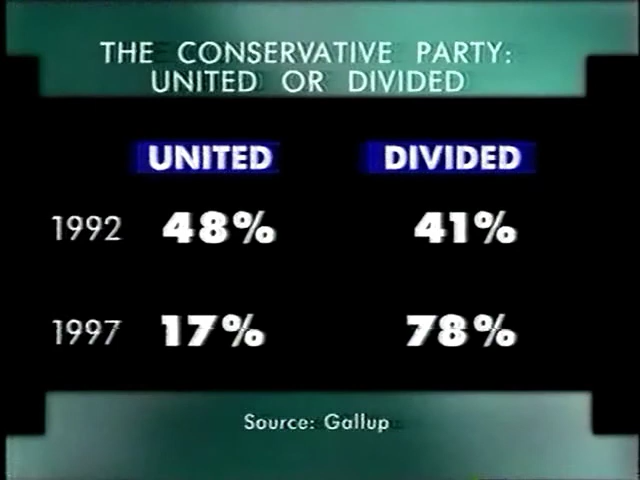 THE CONSERVATIVE PARTY:
UNITED OR DIVIDED
UNITED DIVIDED
1992 48% 41%
1997 17% 78%
Source: Gallup